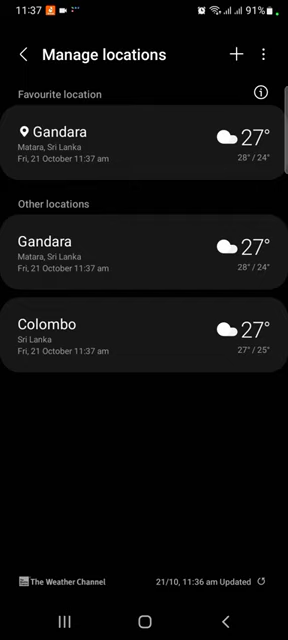 11:37 91%
Manage locations
Favourite location
Gandara 27°
Matara, Sri Lanka
Fri, 21 October 11:37 am 28° / 24°
Other locations
Gandara 27°
Matara, Sri Lanka
Fri, 21 October 11:37 am 28° / 24°
Colombo 27°
Sri Lanka
Fri, 21 October 11:37 am 27° / 25°
The Weather Channel 21/10, 11:36 am Updated